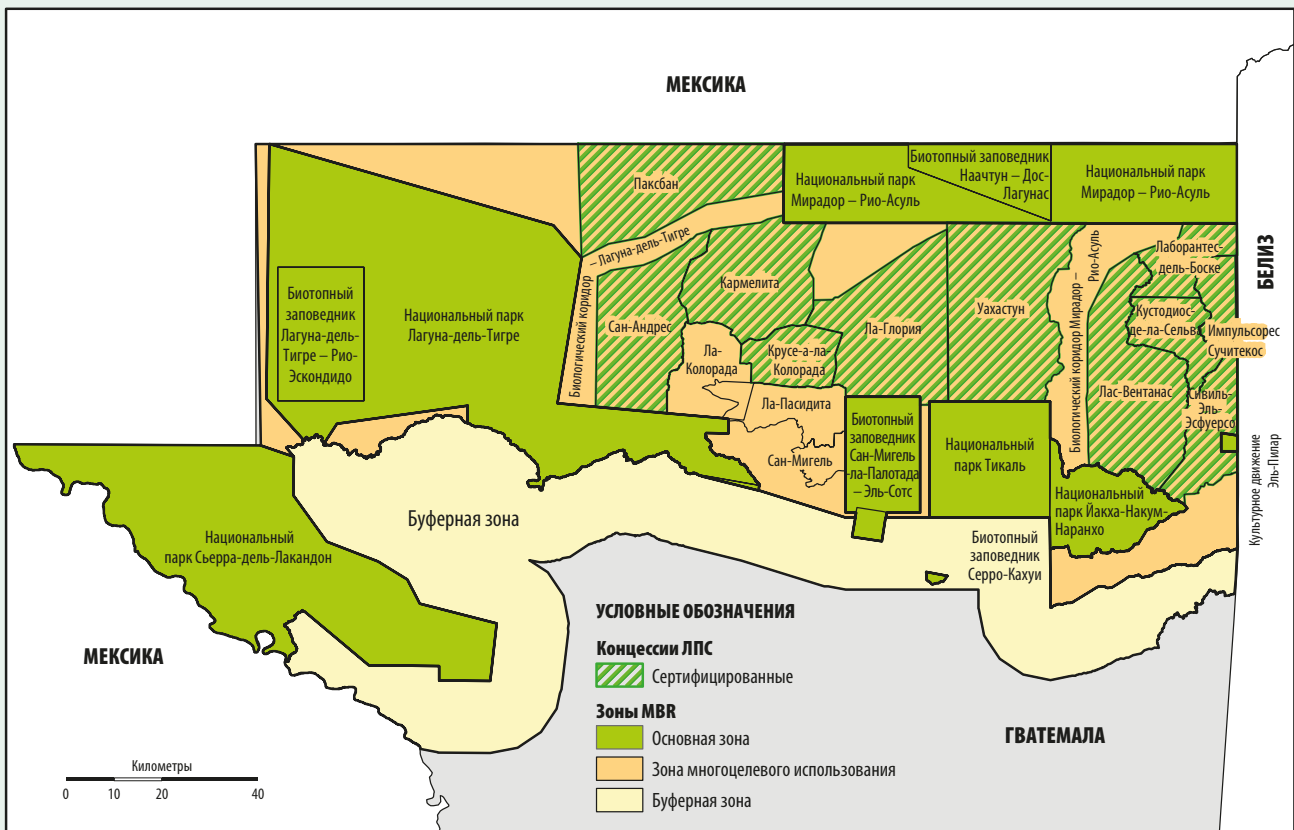 МЕКСИКА
Паксбан
Национальный парк
Мирадор – Рио-Асуль
Биотопный заповедник
Наачтун – Дос-
Лагунас
Национальный парк
Мирадор – Рио-Асуль
БЕЛИЗ
Биологический коридор – Лагуна-дель-Тигре
Биотопный
заповедник
Лагуна-дель-
Тигре – Рио-
Эскондидо
Национальный парк
Лагуна-дель-Тигре
Сан-Андрес
Кармелита
Ла-
Колорада
Крусе-а-ла-
Колорада
Ла-Глория
Уахастун
Биологический коридор Мирадор –
Рио-Асуль
Лаборантес-
дель-Боске
Кустодиос-
де-ла-Сельва
Импульсорес
Сучитекос
Лас-Вентанас
Сивиль-
Эль-
Эсфуерсо
Ла-Пасидита
Сан-Мигель
Биотопный
заповедник
Сан-Мигель
-ла-Палотада
– Эль-Сотс
Национальный
парк Тикаль
Национальный
парк Йакха-Накум-
Наранхо
Культурное движение
Эль-Пилар
Буферная зона
Биотопный
заповедник
Серро-Кахуи
Национальный
парк Сьерра-дель-Лакандон
МЕКСИКА
ГВАТЕМАЛА
УСЛОВНЫЕ ОБОЗНАЧЕНИЯ
Концессии ЛПС
Сертифицированные
Зоны MBR
Основная зона
Зона многоцелевого использования
Буферная зона
Километры
0 10 20 40